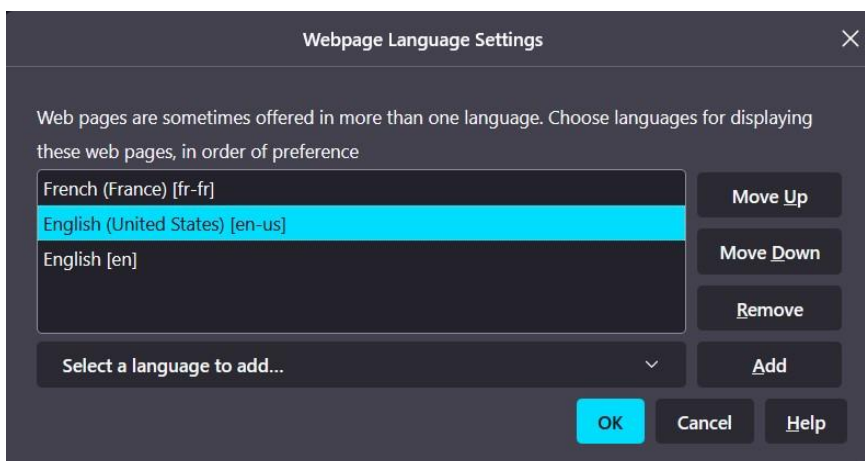 Webpage Language Settings
Web pages are sometimes offered in more than one language. Choose languages for displaying
these web pages, in order of preference
French (France) [fr-fr]
English (United States) [en-us]
English [en]
Move Up
Move Down
Remove
Select a language to add...
Add
OK
Cancel
Help